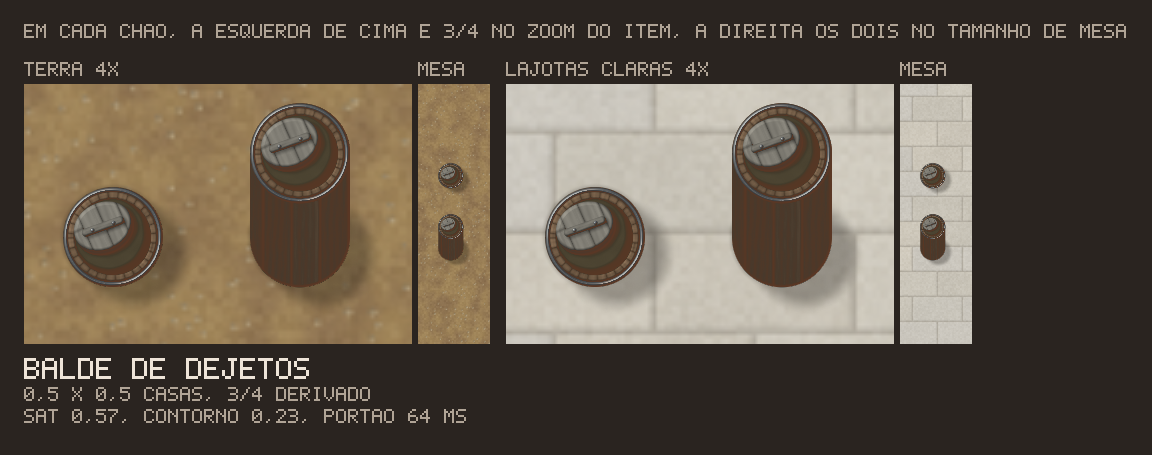 EM CADA CHAO, A ESQUERDA DE CIMA E 3/4 NO ZOOM DO ITEM, A DIREITA OS DOIS NO TAMANHO DE MESA
TERRA 4X MESA LAJOTAS CLARAS 4X MESA
BALDE DE DEJETOS
0,5 X 0,5 CASAS, 3/4 DERIVADO
SAT 0,57, CONTORNO 0,23, PORTAO 64 MS